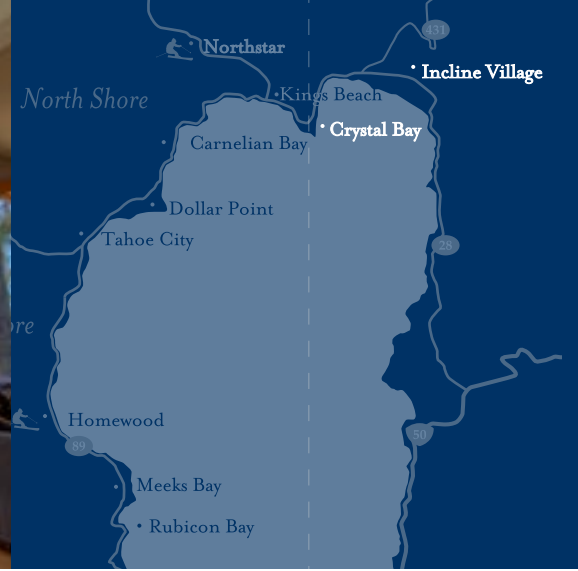 431
Northstar
Incline Village
North Shore
Kings Beach
Crystal Bay
Carnelian Bay
Dollar Point
Tahoe City
28
ore
Homewood
50
89
Meeks Bay
Rubicon Bay